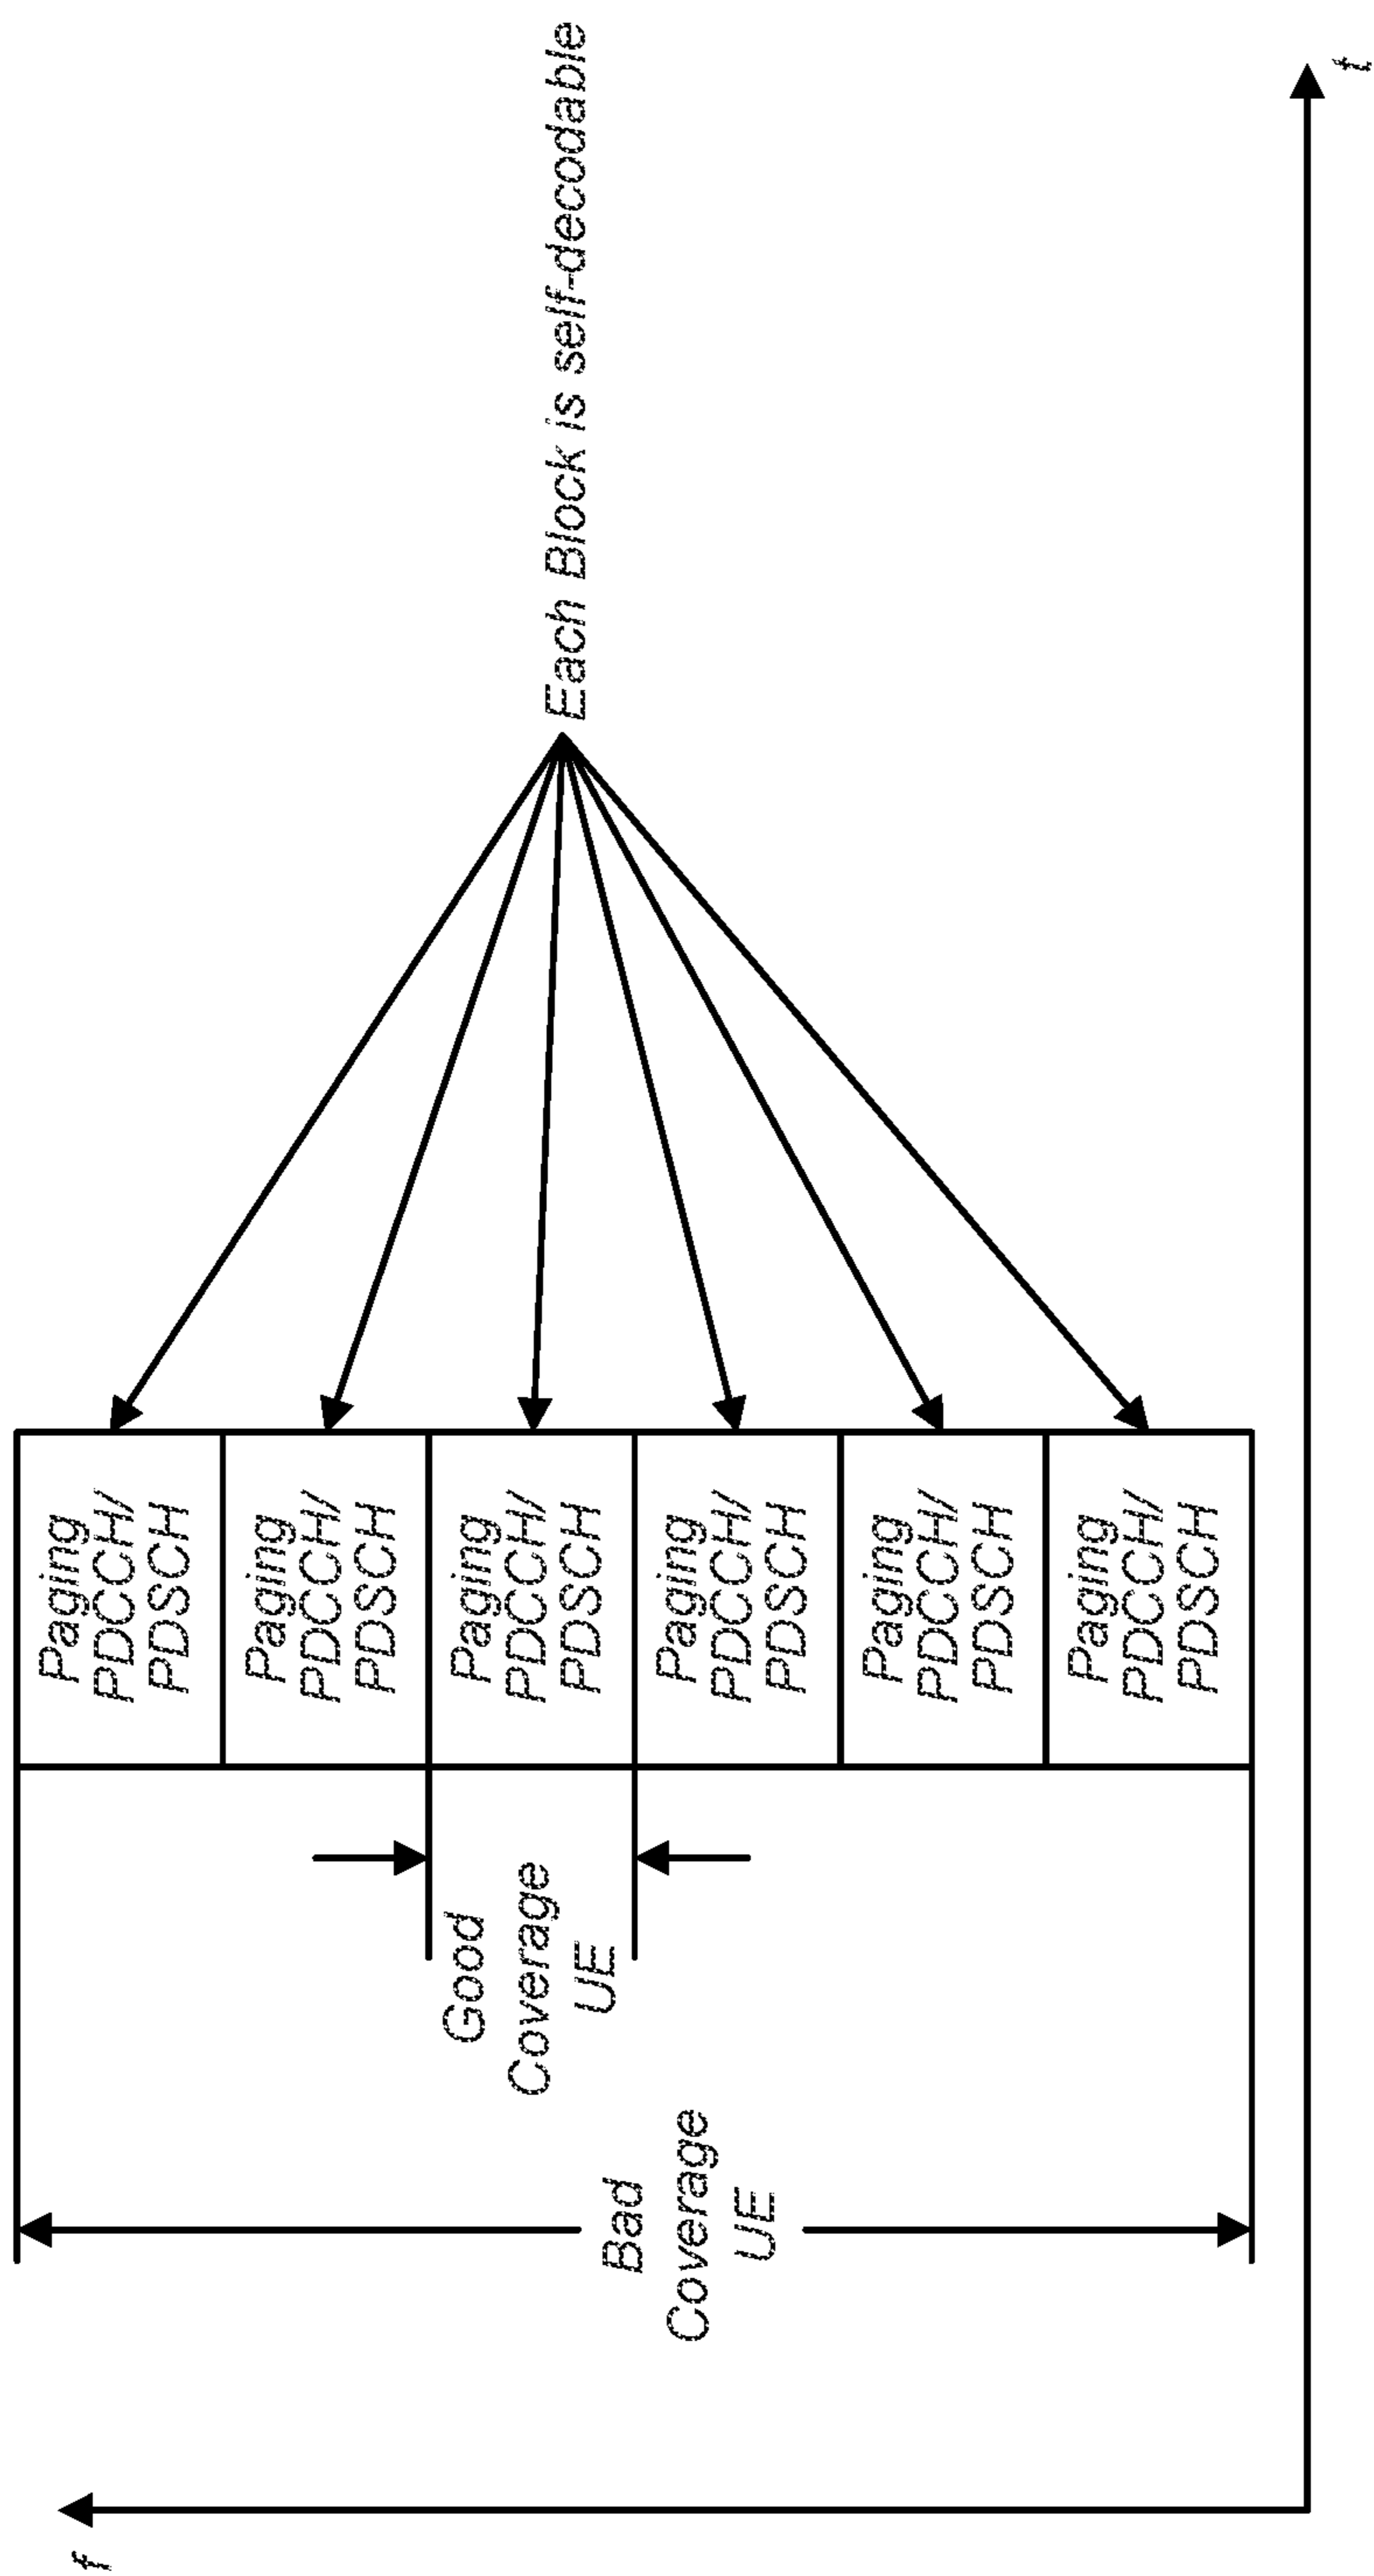 f
Bad
Coverage
UE
Good
Coverage
UE
Paging
PDCCH/
PDSCH
Paging
PDCCH/
PDSCH
Paging
PDCCH/
PDSCH
Paging
PDCCH/
PDSCH
Paging
PDCCH/
PDSCH
Paging
PDCCH/
PDSCH
Each Block is self-decodable
t